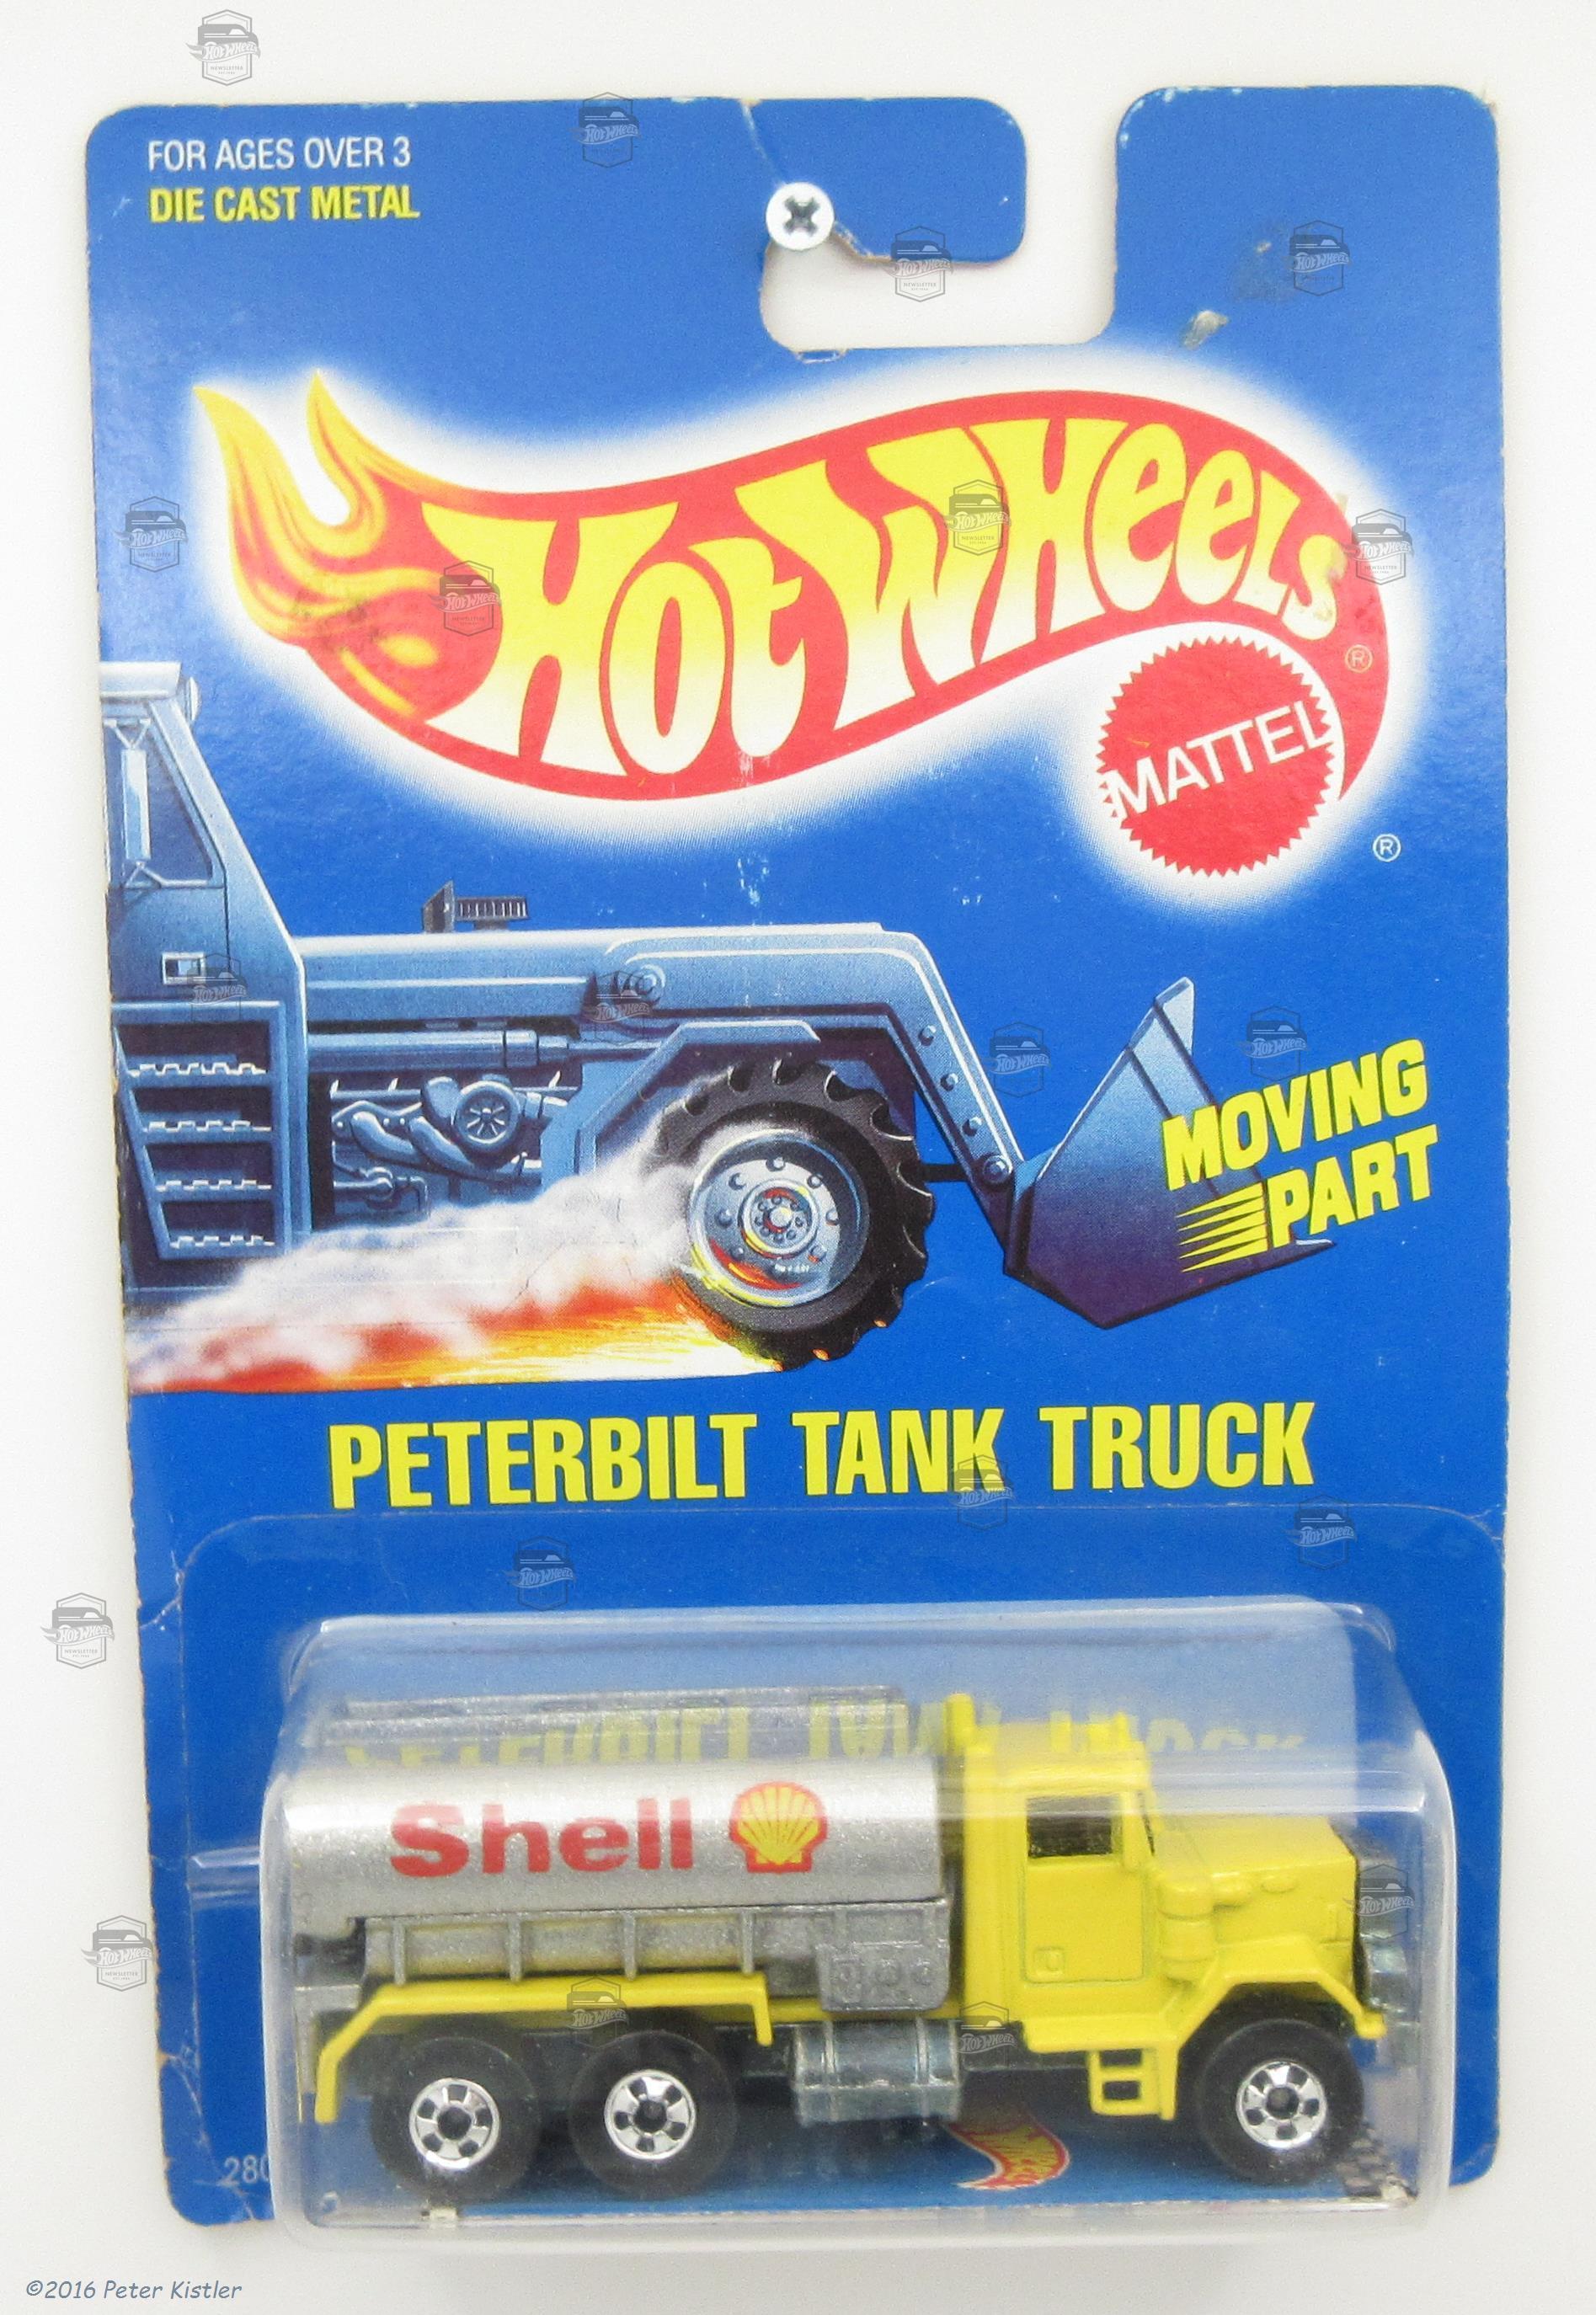 FOR AGES OVER 3
DIE CAST METAL
Hot Wheels ®
MATTEL
®
MOVING
PART
PETERBILT TANK TRUCK
Shell
280
©2016 Peter Kistler